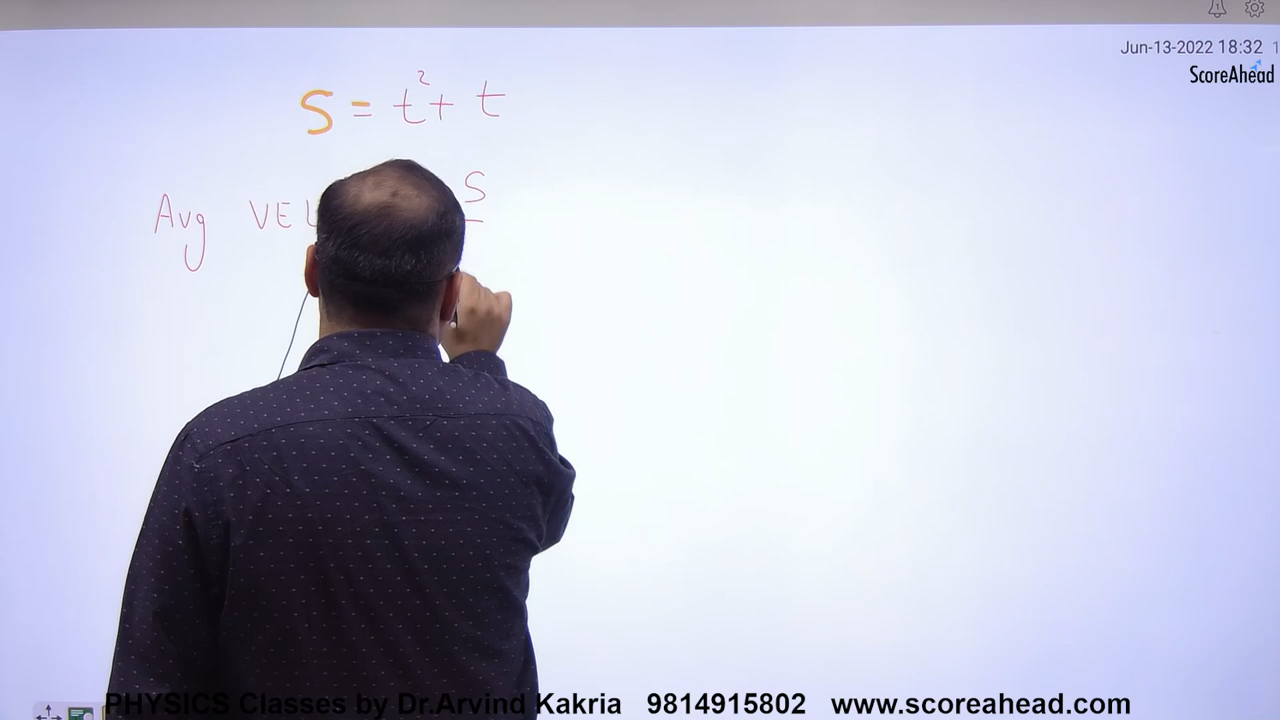 Jun-13-2022 18:32 1
ScoreAhead
S = t² + t
Avg VEL S
PHYSICS Classes by Dr.Arvind Kakria 9814915802 www.scoreahead.com